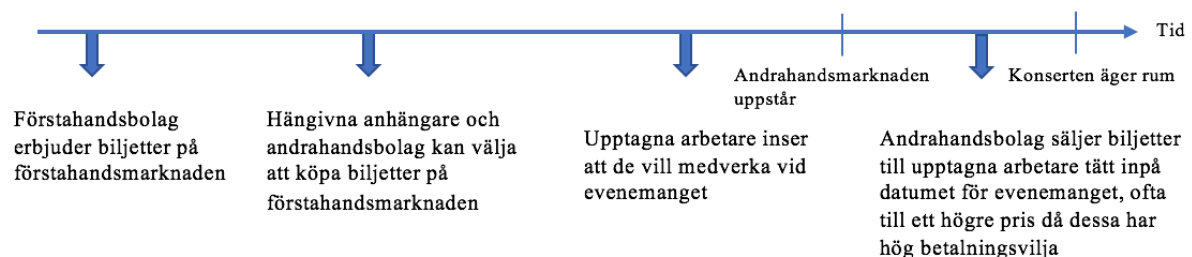 Tid
Förstahandsbolag
erbjuder biljetter på
förstahandsmarknaden
Hängivna anhängare och
andrahandsbolag kan välja
att köpa biljetter på
förstahandsmarknaden
Upptagna arbetare inser
att de vill medverka vid
evenemanget
Andrahandsmarknaden
uppstår
Andrahandsbolag säljer biljetter
till upptagna arbetare tätt inpå
datumet för evenemanget, ofta
till ett högre pris då dessa har
hög betalningsvilja
Konserten äger rum